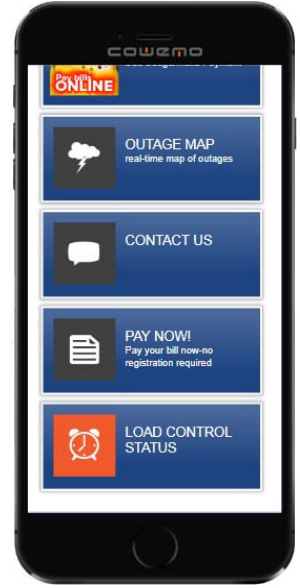 cowemo
Pay bills
ONLINE
OUTAGE MAP
real-time map of outages
CONTACT US
PAY NOW!
Pay your bill now-no
registration required
LOAD CONTROL
STATUS